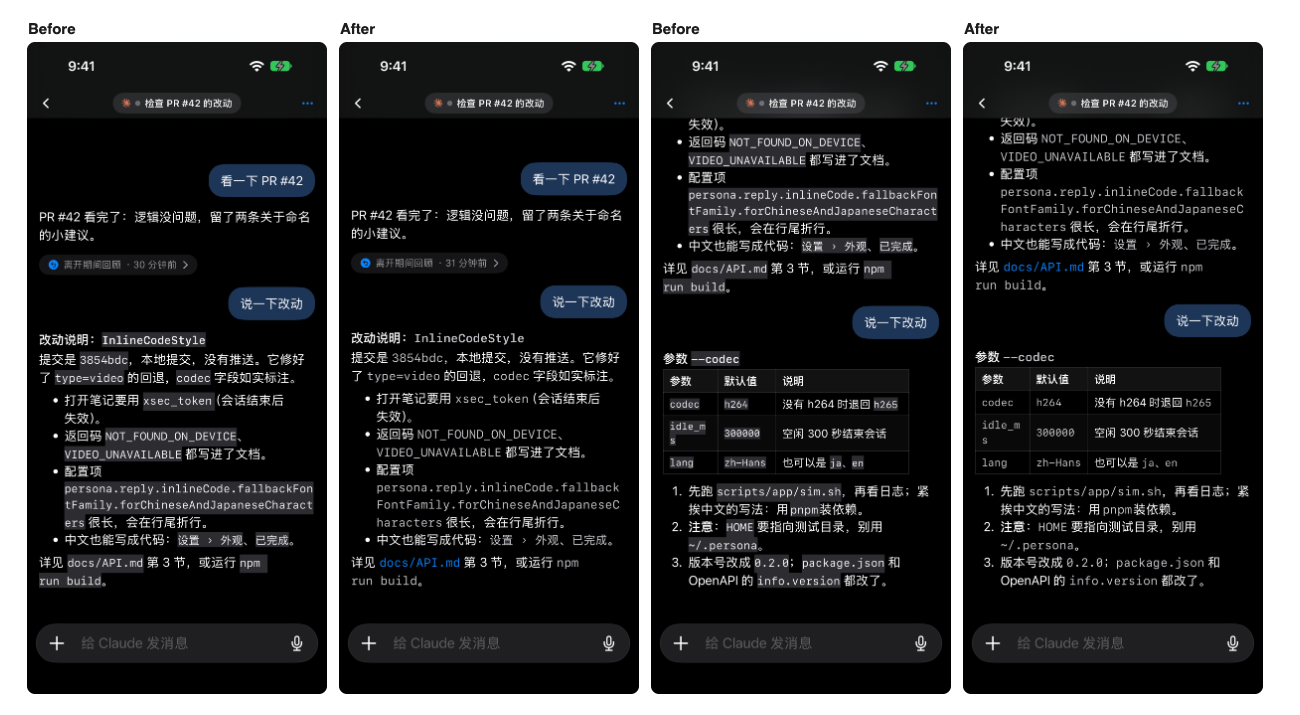 Before
9:41
检查 PR #42 的改动
看一下 PR #42
PR #42 看完了：逻辑没问题，留了两条关于命名
的小建议。
离开期间回顾 · 30 分钟前
说一下改动
改动说明：InlineCodeStyle
提交是 3854bdc，本地提交，没有推送。它修好
了 type=video 的回退，codec 字段如实标注。
• 打开笔记要用 xsec_token (会话结束后
失效)。
• 返回码 NOT_FOUND_ON_DEVICE、
VIDEO_UNAVAILABLE 都写进了文档。
• 配置项
persona.reply.inlineCode.fallbackFon
tFamily.forChineseAndJapaneseCharact
ers 很长，会在行尾折行。
• 中文也能写成代码：设置 › 外观、已完成。
详见 docs/API.md 第 3 节，或运行 npm
run build。
给 Claude 发消息
After
9:41
检查 PR #42 的改动
看一下 PR #42
PR #42 看完了：逻辑没问题，留了两条关于命名
的小建议。
离开期间回顾 · 31 分钟前
说一下改动
改动说明：InlineCodeStyle
提交是 3854bdc，本地提交，没有推送。它修好
了 type=video 的回退，codec 字段如实标注。
• 打开笔记要用 xsec_token (会话结束后
失效)。
• 返回码 NOT_FOUND_ON_DEVICE、
VIDEO_UNAVAILABLE 都写进了文档。
• 配置项
persona.reply.inlineCode.fallback
FontFamily.forChineseAndJapaneseC
haracters 很长，会在行尾折行。
• 中文也能写成代码：设置 › 外观、已完成。
详见 docs/API.md 第 3 节，或运行 npm
run build。
给 Claude 发消息
Before
9:41
检查 PR #42 的改动
失效)。
• 返回码 NOT_FOUND_ON_DEVICE、
VIDEO_UNAVAILABLE 都写进了文档。
• 配置项
persona.reply.inlineCode.fallbackFon
tFamily.forChineseAndJapaneseCharact
ers 很长，会在行尾折行。
• 中文也能写成代码：设置 › 外观、已完成。
详见 docs/API.md 第 3 节，或运行 npm
run build。
说一下改动
参数 --codec
参数 默认值 说明
codec h264 没有 h264 时退回 h265
idle_m
s 300000 空闲 300 秒结束会话
lang zh-Hans 也可以是 ja、en
1. 先跑 scripts/app/sim.sh，再看日志；紧
挨中文的写法：用pnpm装依赖。
2. 注意：HOME 要指向测试目录，别用
~/.persona。
3. 版本号改成 0.2.0；package.json 和
OpenAPI 的 info.version 都改了。
给 Claude 发消息
After
9:41
检查 PR #42 的改动
失效)。
• 返回码 NOT_FOUND_ON_DEVICE、
VIDEO_UNAVAILABLE 都写进了文档。
• 配置项
persona.reply.inlineCode.fallback
FontFamily.forChineseAndJapaneseC
haracters 很长，会在行尾折行。
• 中文也能写成代码：设置 › 外观、已完成。
详见 docs/API.md 第 3 节，或运行 npm
run build。
说一下改动
参数 --codec
参数 默认值 说明
codec h264 没有 h264 时退回 h265
idle_m
s 300000 空闲 300 秒结束会话
lang zh-Hans 也可以是 ja、en
1. 先跑 scripts/app/sim.sh，再看日志；紧
挨中文的写法：用pnpm装依赖。
2. 注意：HOME 要指向测试目录，别用
~/.persona。
3. 版本号改成 0.2.0；package.json 和
OpenAPI 的 info.version 都改了。
给 Claude 发消息